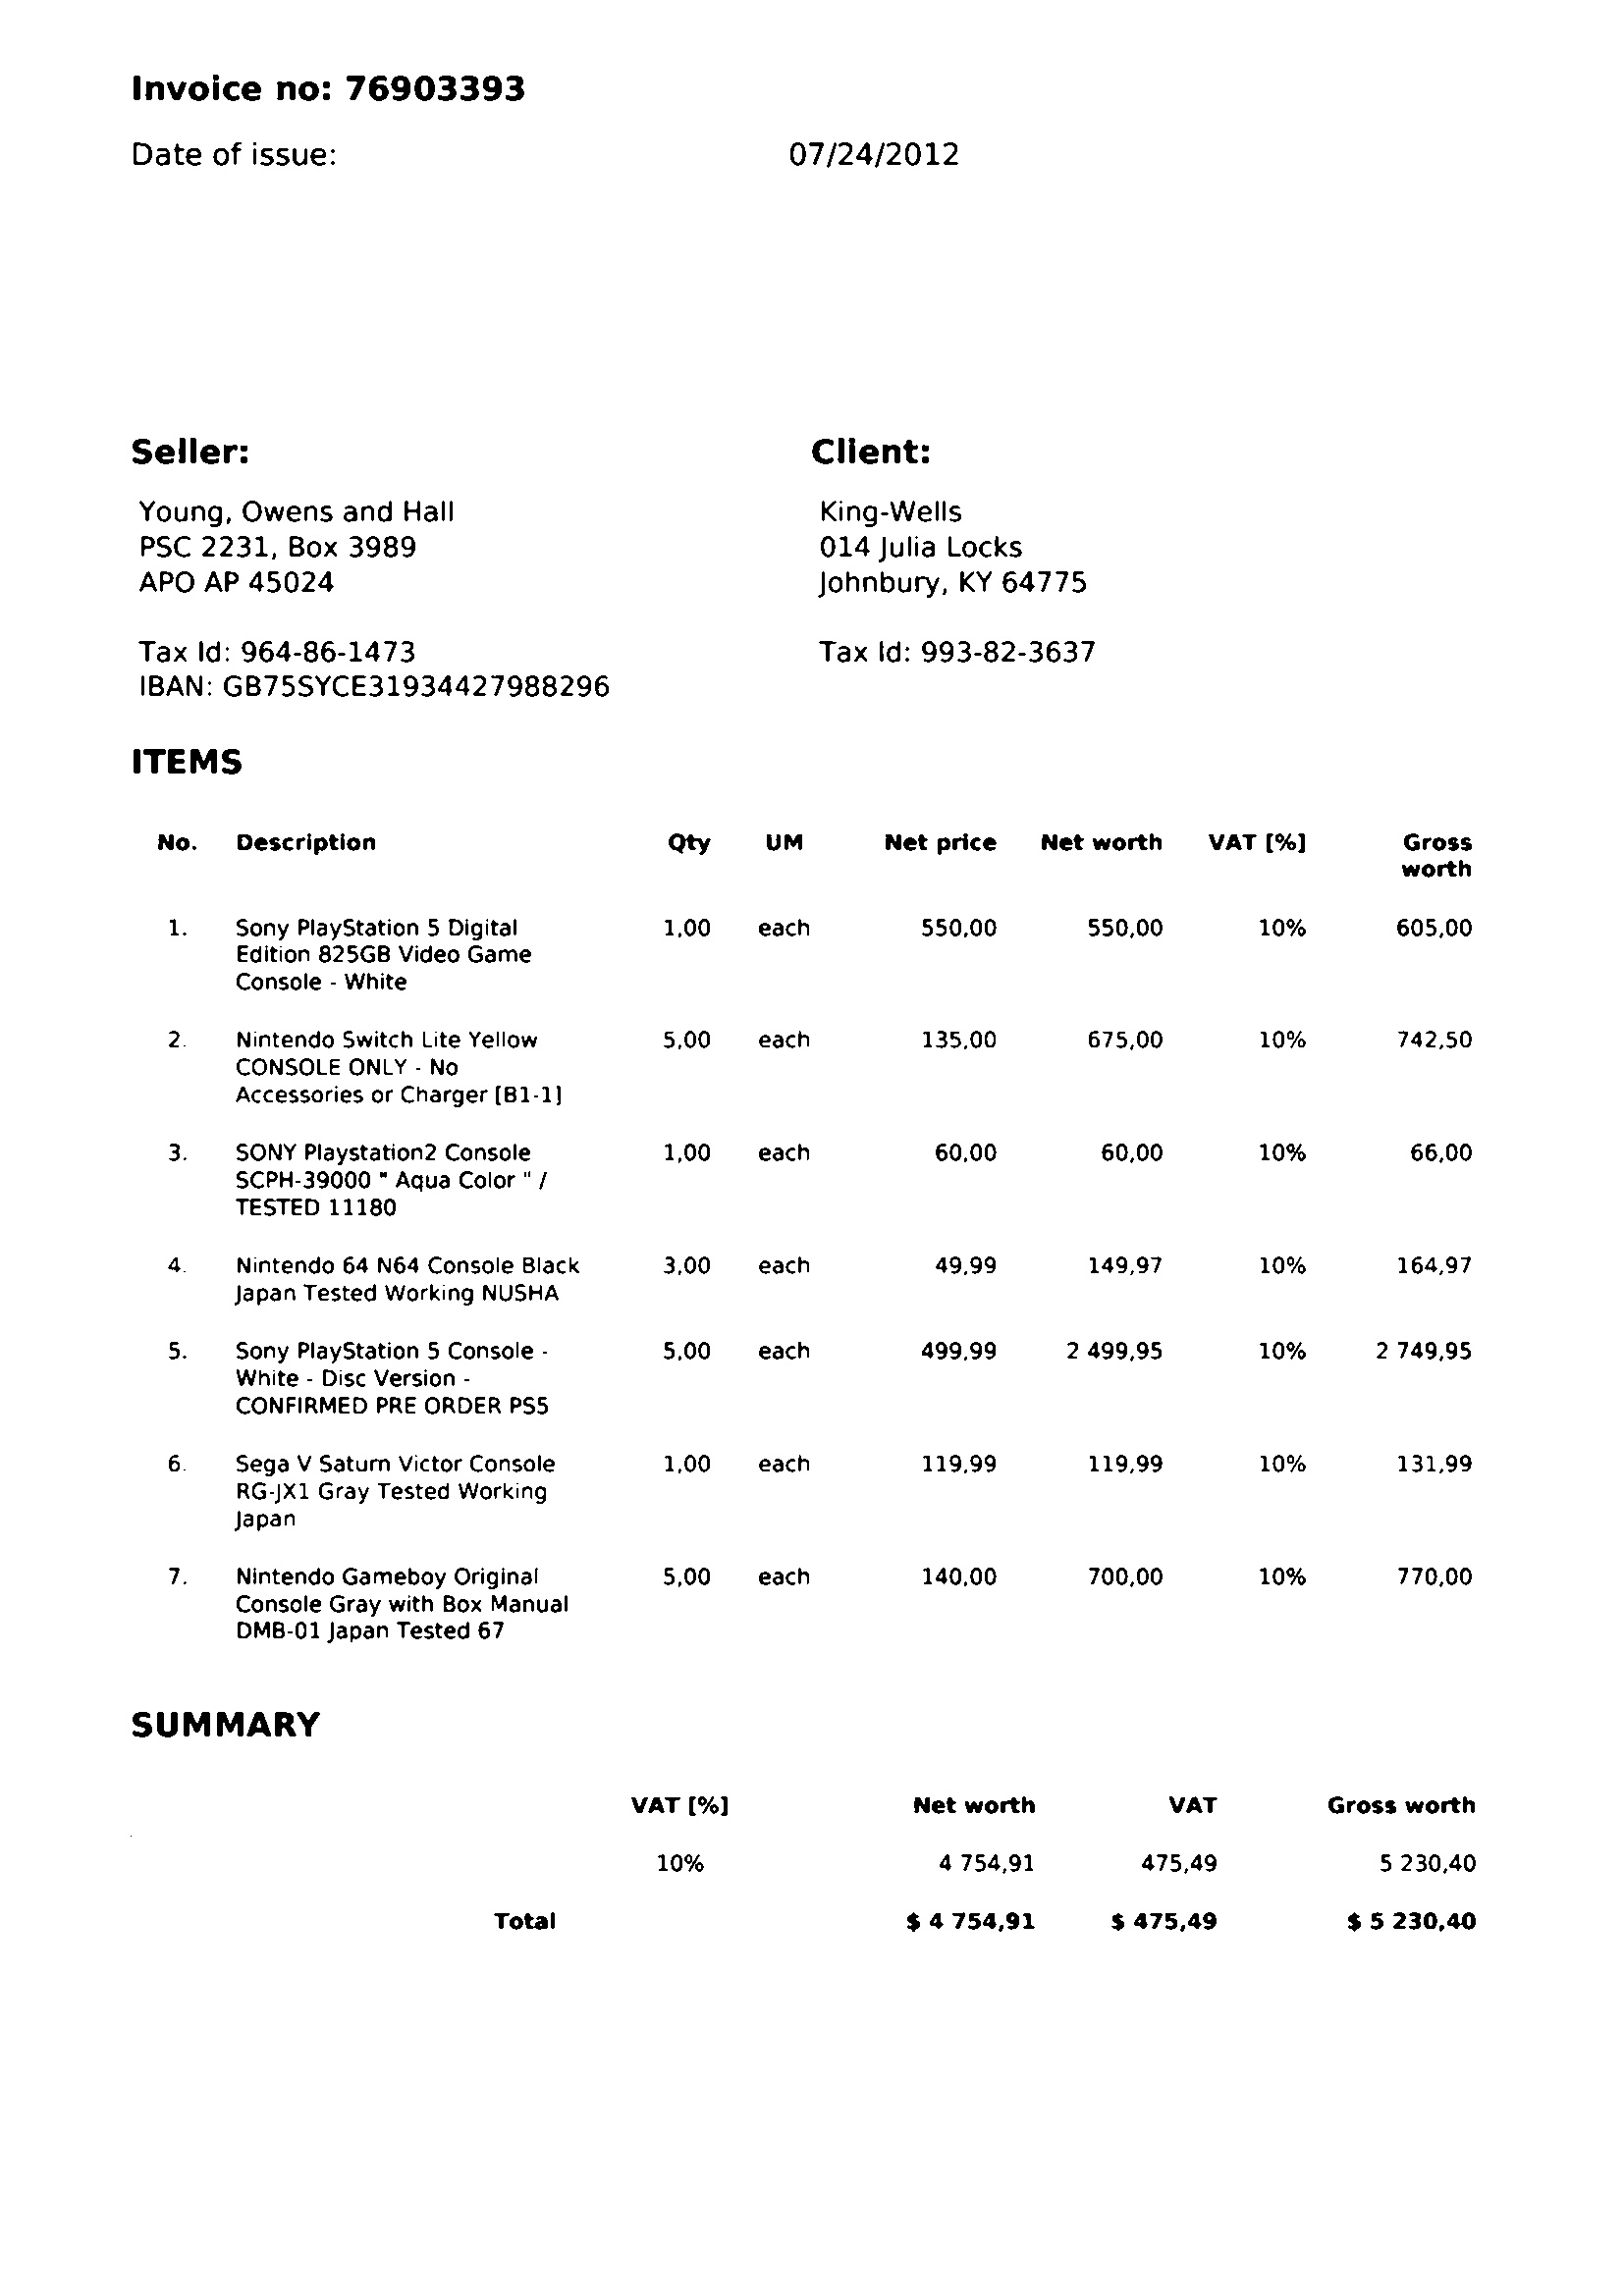 Invoice no: 76903393
Date of issue: 07/24/2012
Seller:
Young, Owens and Hall
PSC 2231, Box 3989
APO AP 45024
Tax Id: 964-86-1473
IBAN: GB75SYCE31934427988296
Client:
King-Wells
014 Julia Locks
Johnbury, KY 64775
Tax Id: 993-82-3637
ITEMS
No. Description Qty UM Net price Net worth VAT [%] Gross
worth
1. Sony PlayStation 5 Digital 1,00 each 550,00 550,00 10% 605,00
Edition 825GB Video Game
Console - White
2. Nintendo Switch Lite Yellow 5,00 each 135,00 675,00 10% 742,50
CONSOLE ONLY - No
Accessories or Charger [B1-1]
3. SONY Playstation2 Console 1,00 each 60,00 60,00 10% 66,00
SCPH-39000 " Aqua Color " /
TESTED 11180
4. Nintendo 64 N64 Console Black 3,00 each 49,99 149,97 10% 164,97
Japan Tested Working NUSHA
5. Sony PlayStation 5 Console - 5,00 each 499,99 2 499,95 10% 2 749,95
White - Disc Version -
CONFIRMED PRE ORDER PS5
6. Sega V Saturn Victor Console 1,00 each 119,99 119,99 10% 131,99
RG-JX1 Gray Tested Working
Japan
7. Nintendo Gameboy Original 5,00 each 140,00 700,00 10% 770,00
Console Gray with Box Manual
DMB-01 Japan Tested 67
SUMMARY
VAT [%] Net worth VAT Gross worth
10% 4 754,91 475,49 5 230,40
Total $ 4 754,91 $ 475,49 $ 5 230,40